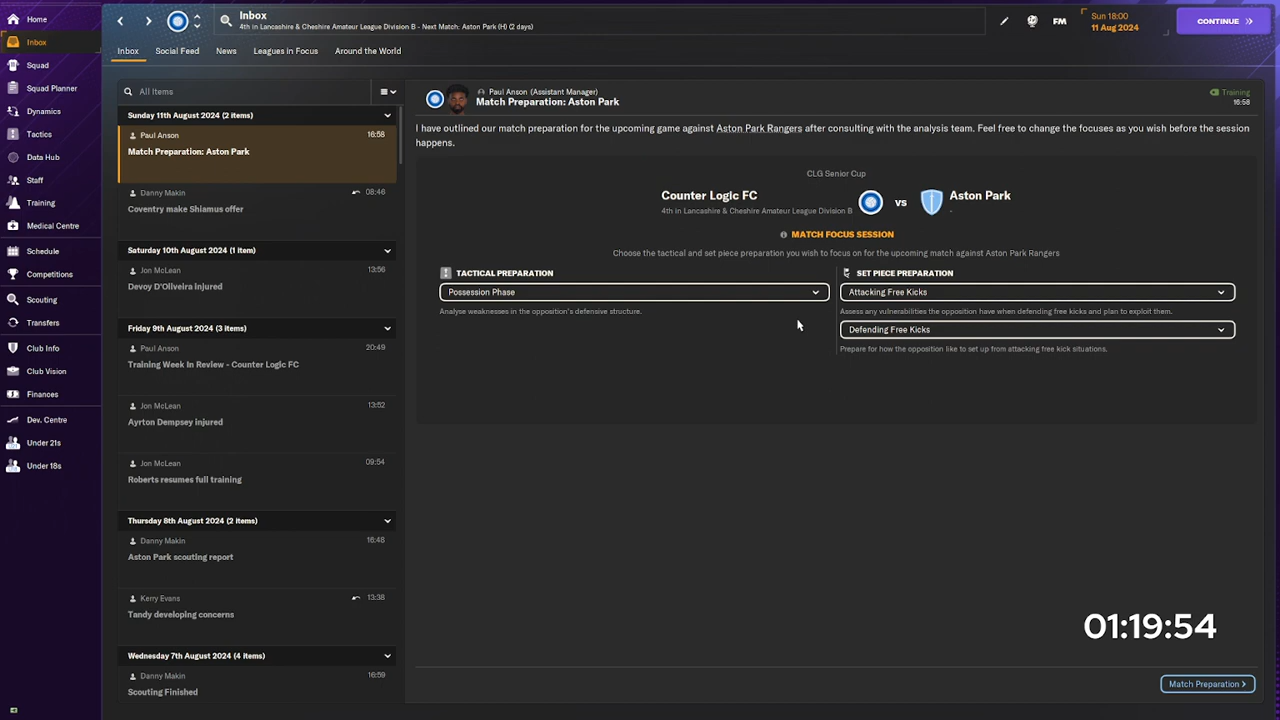 Home
Inbox
Squad
Squad Planner
Dynamics
Tactics
Data Hub
Staff
Training
Medical Centre
Schedule
Competitions
Scouting
Transfers
Club Info
Club Vision
Finances
Dev. Centre
Under 21s
Under 18s
Inbox
4th in Lancashire & Cheshire Amateur League Division B - Next Match: Aston Park (H) (2 days)
FM
Sun 18:00
11 Aug 2024
CONTINUE
Inbox
Social Feed
News
Leagues in Focus
Around the World
All Items
Sunday 11th August 2024 (2 items)
Paul Anson 16:58
Match Preparation: Aston Park
Danny Makin 08:46
Coventry make Shiamus offer
Saturday 10th August 2024 (1 item)
Jon McLean 13:56
Devoy D'Oliveira injured
Friday 9th August 2024 (3 items)
Paul Anson 20:49
Training Week In Review - Counter Logic FC
Jon McLean 13:52
Ayrton Dempsey injured
Jon McLean 09:54
Roberts resumes full training
Thursday 8th August 2024 (2 items)
Danny Makin 16:48
Aston Park scouting report
Kerry Evans 13:38
Tandy developing concerns
Wednesday 7th August 2024 (4 items)
Danny Makin 16:59
Scouting Finished
Paul Anson (Assistant Manager)
Match Preparation: Aston Park
Training
16:58
I have outlined our match preparation for the upcoming game against Aston Park Rangers after consulting with the analysis team. Feel free to change the focuses as you wish before the session
happens.
CLG Senior Cup
Counter Logic FC
4th in Lancashire & Cheshire Amateur League Division B
VS
Aston Park
-
MATCH FOCUS SESSION
Choose the tactical and set piece preparation you wish to focus on for the upcoming match against Aston Park Rangers
TACTICAL PREPARATION
Possession Phase
Analyse weaknesses in the opposition's defensive structure.
SET PIECE PREPARATION
Attacking Free Kicks
Assess any vulnerabilities the opposition have when defending free kicks and plan to exploit them.
Defending Free Kicks
Prepare for how the opposition like to set up from attacking free kick situations.
01:19:54
Match Preparation >